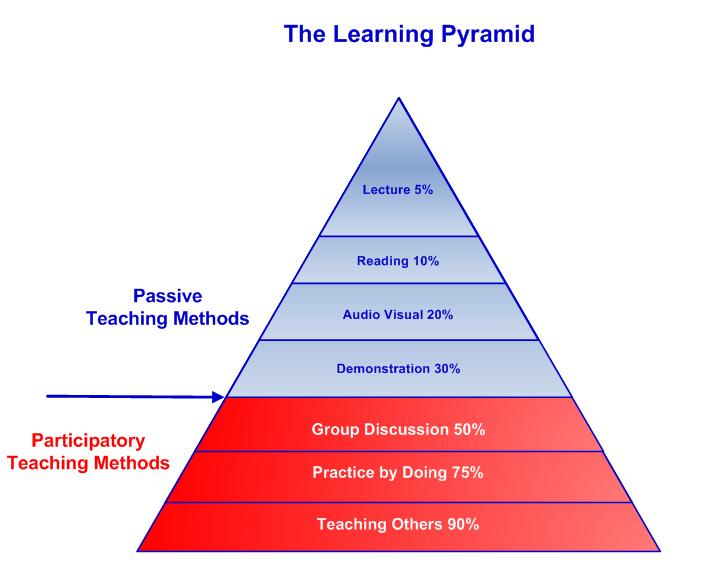 The Learning Pyramid
Lecture 5%
Reading 10%
Passive
Teaching Methods
Audio Visual 20%
Demonstration 30%
Participatory
Teaching Methods
Group Discussion 50%
Practice by Doing 75%
Teaching Others 90%